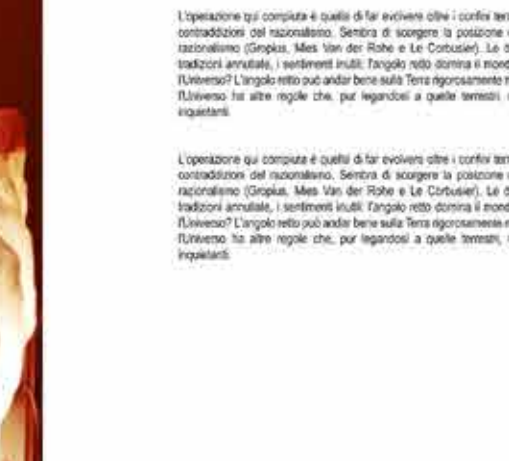 L'operazione qui compiuta è quella di far evolvere oltre i confini
contraddizioni del razionalismo. Sembra di scorgere la posizione
razionalismo (Gropius, Mies Van der Rohe e Le Corbusier). Le
tradizioni annullate, i sentimenti inutili: l'angolo retto domina il
l'Universo? L'angolo retto può andar bene sulla Terra rigorosamente
l'Universo ha altre regole che, pur legandosi a quelle terrestri,
inquietanti.
L'operazione qui compiuta è quella di far evolvere oltre i confini
contraddizioni del razionalismo. Sembra di scorgere la posizione
razionalismo (Gropius, Mies Van der Rohe e Le Corbusier). Le
tradizioni annullate, i sentimenti inutili: l'angolo retto domina il
l'Universo? L'angolo retto può andar bene sulla Terra rigorosamente
l'Universo ha altre regole che, pur legandosi a quelle terrestri,
inquietanti.